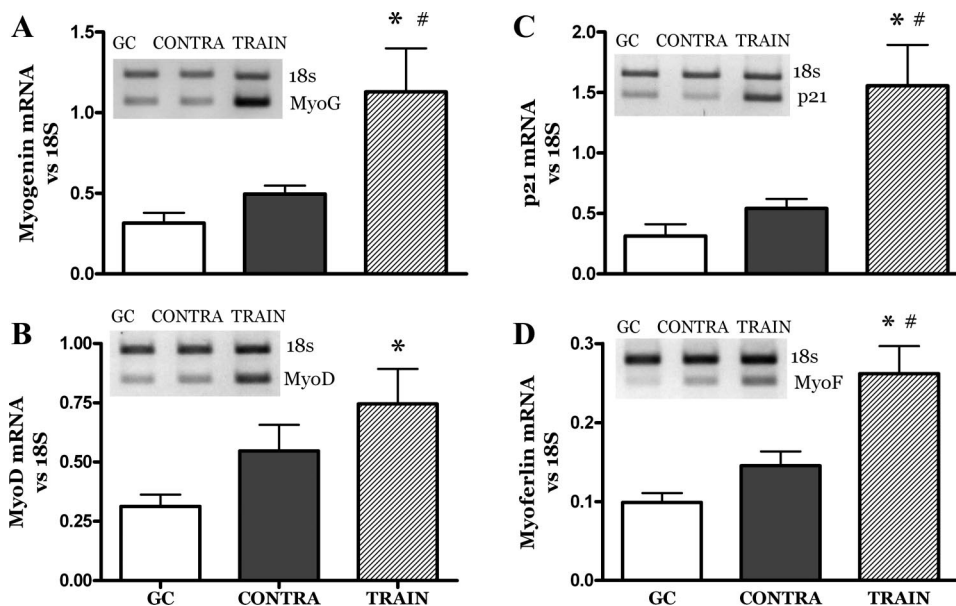 A
Myogenin mRNA
vs 18S
1.5
1.0
0.5
0.0
GC CONTRA TRAIN
18s
MyoG
* #
C
p21 mRNA
vs 18S
2.0
1.5
1.0
0.5
0.0
GC CONTRA TRAIN
18s
p21
* #
B
MyoD mRNA
vs 18S
1.00
0.75
0.50
0.25
0.00
GC CONTRA TRAIN
18s
MyoD
*
GC CONTRA TRAIN
D
Myoferlin mRNA
vs 18S
0.3
0.2
0.1
0.0
GC CONTRA TRAIN
18s
MyoF
* #
GC CONTRA TRAIN